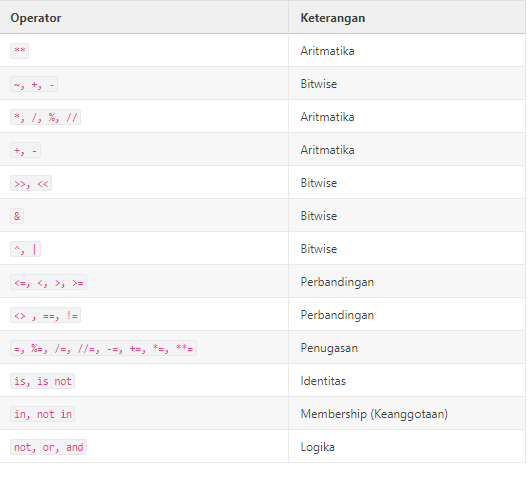 Operator Keterangan
** Aritmatika
~, +, - Bitwise
*, /, %, // Aritmatika
+, - Aritmatika
>>, << Bitwise
& Bitwise
^, | Bitwise
<=, <, >, >= Perbandingan
<> , ==, != Perbandingan
=, %=, /=, //=, -=, +=, *=, **= Penugasan
is, is not Identitas
in, not in Membership (Keanggotaan)
not, or, and Logika